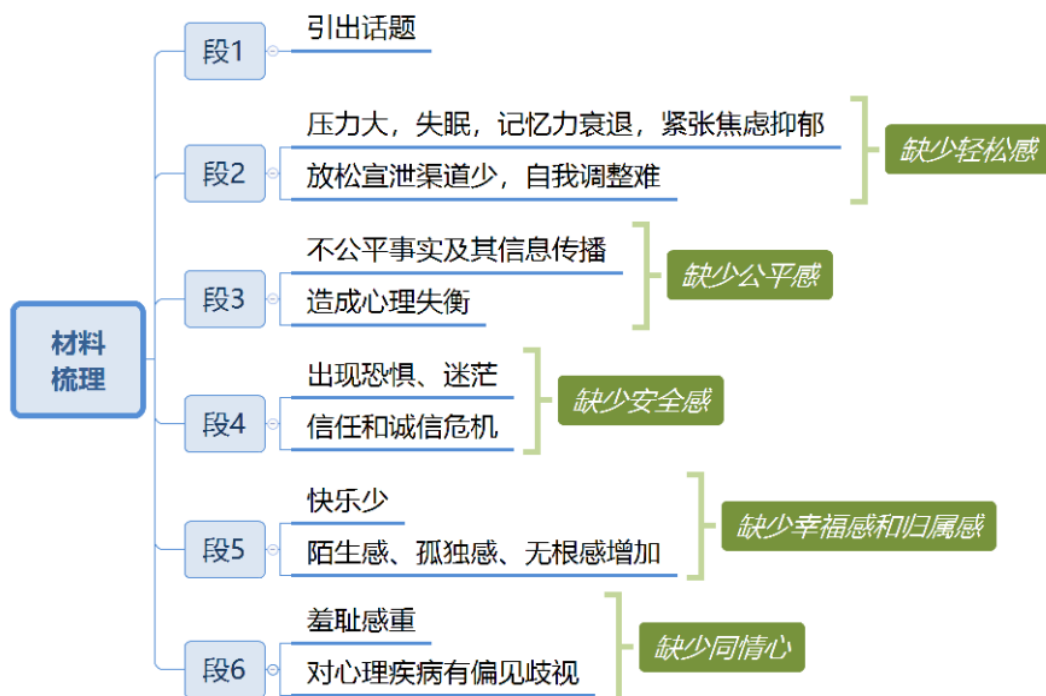 材料
梳理
段1
引出话题
段2
压力大，失眠，记忆力衰退，紧张焦虑抑郁
放松宣泄渠道少，自我调整难
缺少轻松感
段3
不公平事实及其信息传播
造成心理失衡
缺少公平感
段4
出现恐惧、迷茫
信任和诚信危机
缺少安全感
段5
快乐少
陌生感、孤独感、无根感增加
缺少幸福感和归属感
段6
羞耻感重
对心理疾病有偏见歧视
缺少同情心